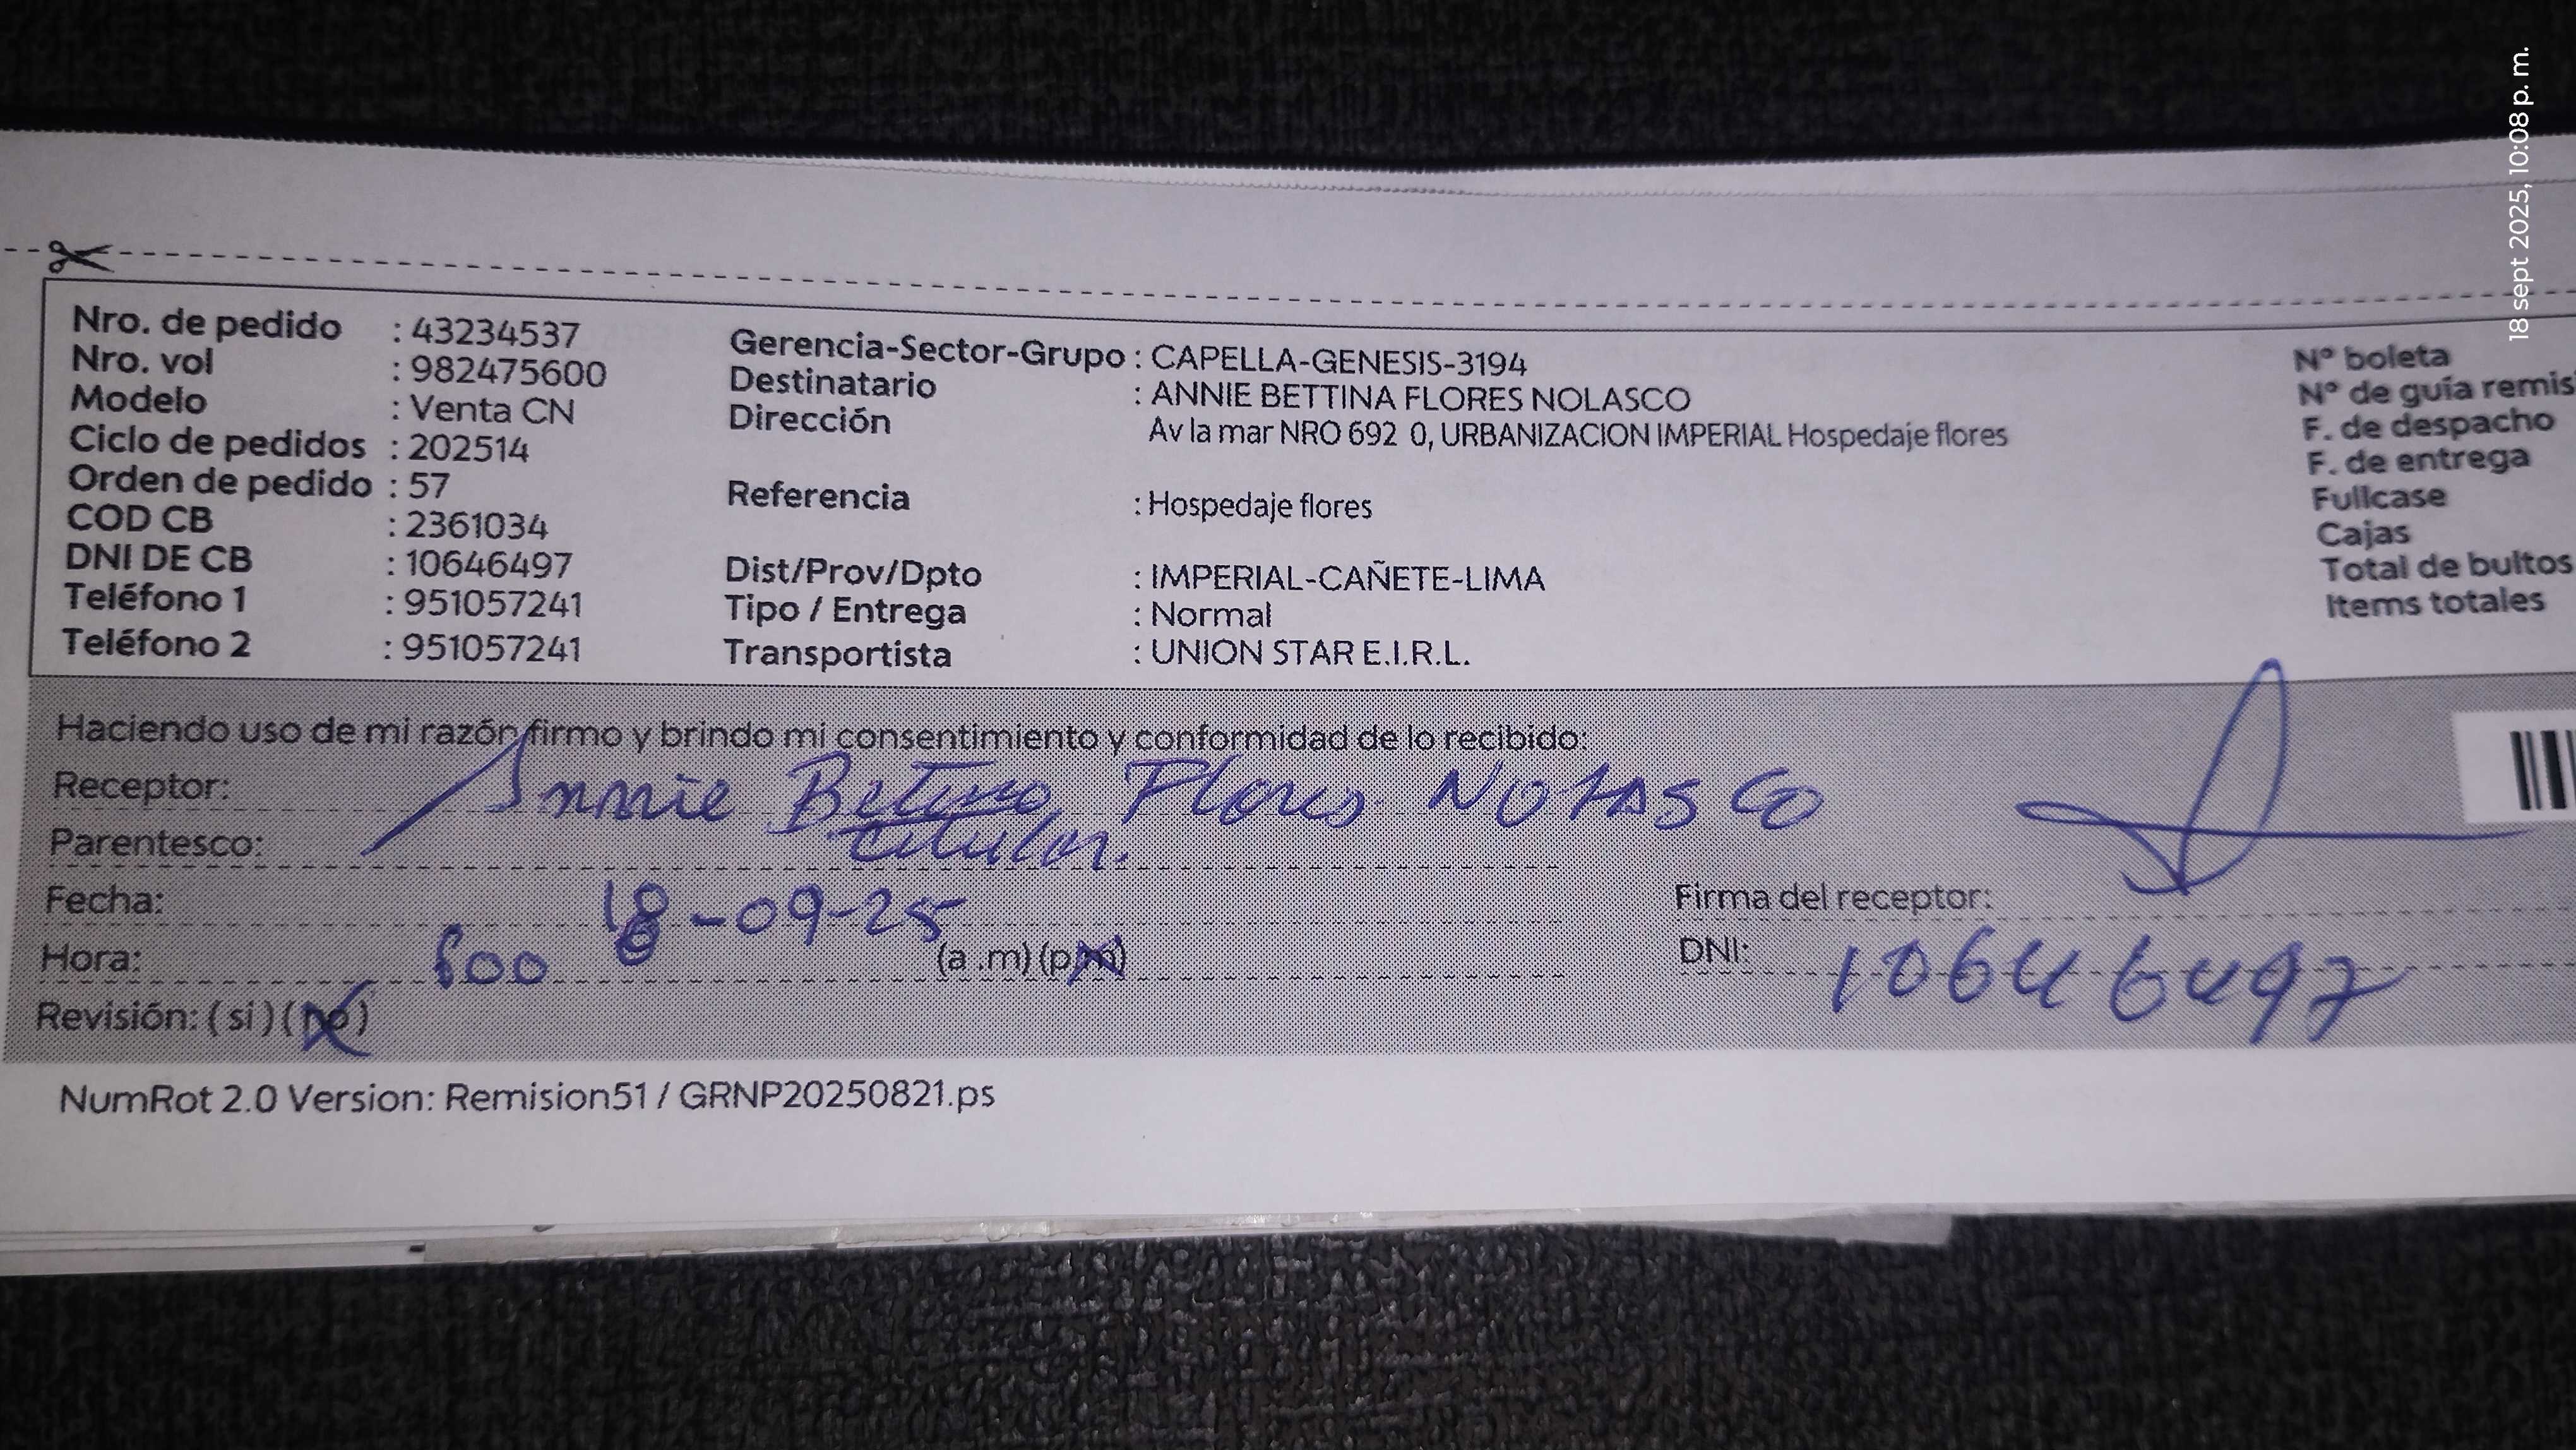 18 sept 2025, 10:08 p. m.
Nro. de pedido : 43234537
Nro. vol : 982475600
Modelo : Venta CN
Ciclo de pedidos : 202514
Orden de pedido : 57
COD CB : 2361034
DNI DE CB : 10646497
Teléfono 1 : 951057241
Teléfono 2 : 951057241
Gerencia-Sector-Grupo : CAPELLA-GENESIS-3194
Destinatario : ANNIE BETTINA FLORES NOLASCO
Dirección Av la mar NRO 692 0, URBANIZACION IMPERIAL Hospedaje flores
Referencia : Hospedaje flores
Dist/Prov/Dpto : IMPERIAL-CAÑETE-LIMA
Tipo / Entrega : Normal
Transportista : UNION STAR E.I.R.L.
N° boleta
N° de guía remis
F. de despacho
F. de entrega
Fullcase
Cajas
Total de bultos
Items totales
Haciendo uso de mi razón firmo y brindo mi consentimiento y conformidad de lo recibido:
Receptor: Annie Flores NOLASCO
Parentesco: titular.
Fecha: 18-09-25
Hora: 800 (a .m) (p.m)
Revisión: ( si ) ( no )
Firma del receptor:
DNI: 10646497
NumRot 2.0 Version: Remision51 / GRNP20250821.ps